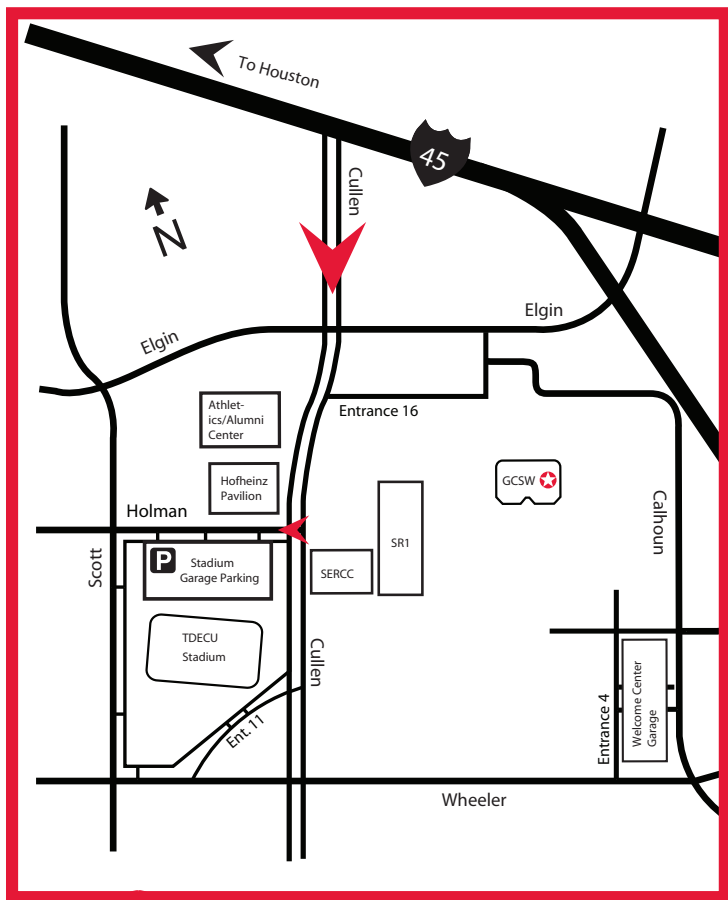 To Houston
45
Cullen
N
Elgin
Elgin
Entrance 16
Athlet-
ics/Alumni
Center
Hofheinz
Pavilion
GCSW
Holman
Calhoun
Scott
P
Stadium
Garage Parking
SR1
SERCC
TDECU
Stadium
Cullen
Ent. 11
Entrance 4
Welcome Center
Garage
Wheeler